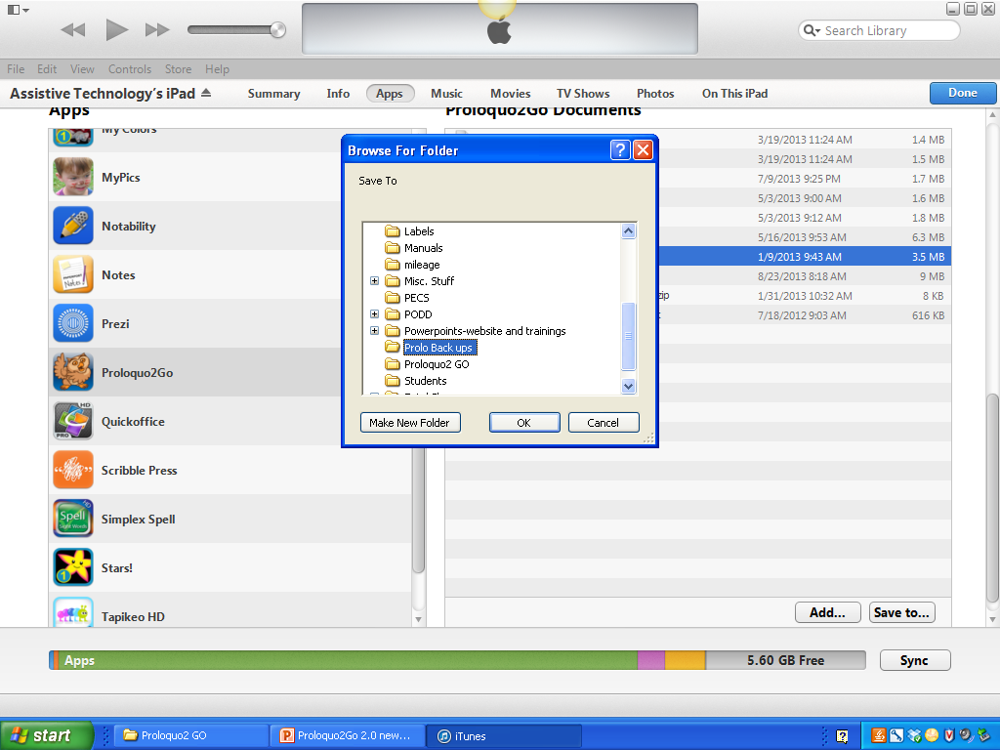 Search Library
File Edit View Controls Store Help
Assistive Technology's iPad
Summary Info Apps Music Movies TV Shows Photos On This iPad
Done
Apps
My Colors
MyPics
Notability
Notes
Prezi
Proloquo2Go
Quickoffice
Scribble Press
Simplex Spell
Stars!
Tapikeo HD
Proloquo2Go Documents
3/19/2013 11:24 AM 1.4 MB
3/19/2013 11:24 AM 1.5 MB
7/9/2013 9:25 PM 1.7 MB
5/3/2013 9:00 AM 1.6 MB
5/3/2013 9:12 AM 1.8 MB
5/16/2013 9:53 AM 6.3 MB
1/9/2013 9:43 AM 3.5 MB
8/23/2013 8:18 AM 9 MB
zip 1/31/2013 10:32 AM 8 KB
7/18/2012 9:03 AM 616 KB
Browse For Folder
Save To
Labels
Manuals
mileage
Misc. Stuff
PECS
PODD
Powerpoints-website and trainings
Prolo Back ups
Proloquo2 GO
Students
Make New Folder OK Cancel
Add... Save to...
Apps 5.60 GB Free Sync
start Proloquo2 GO Proloquo2Go 2.0 new... iTunes